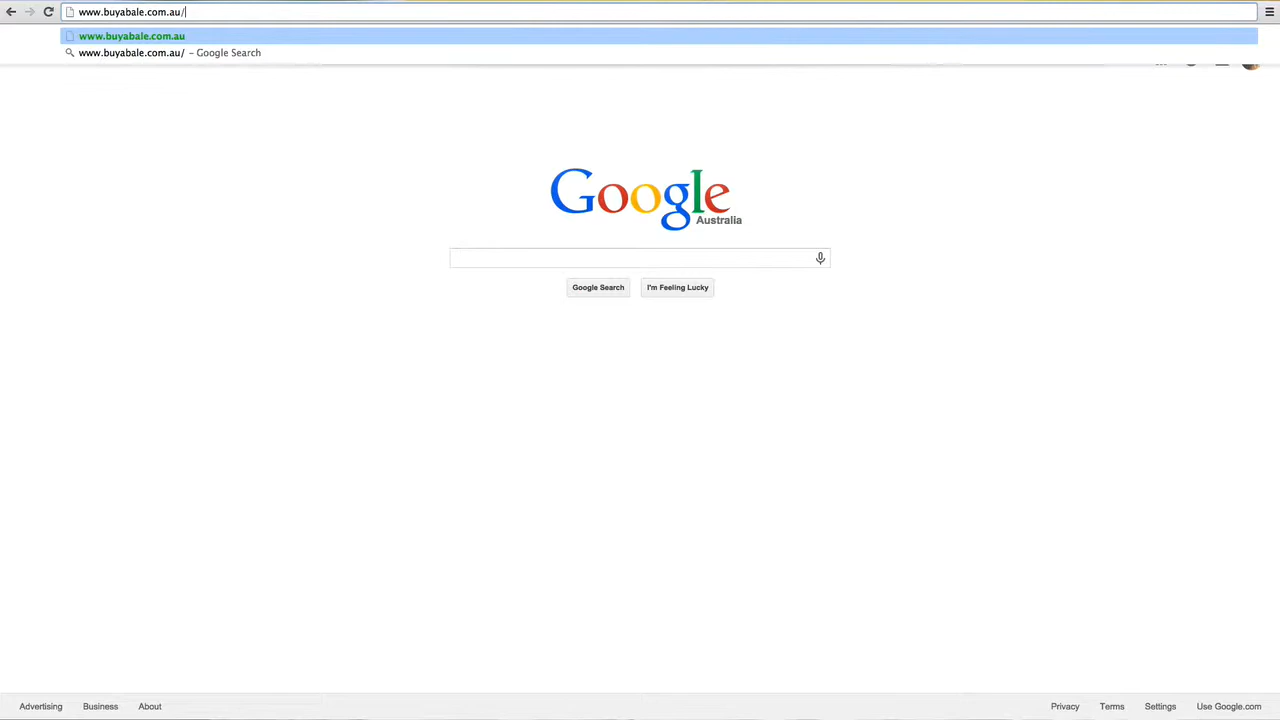 www.buyabale.com.au/
www.buyabale.com.au
www.buyabale.com.au/ – Google Search
Google
Australia
Google Search
I'm Feeling Lucky
Advertising
Business
About
Privacy
Terms
Settings
Use Google.com